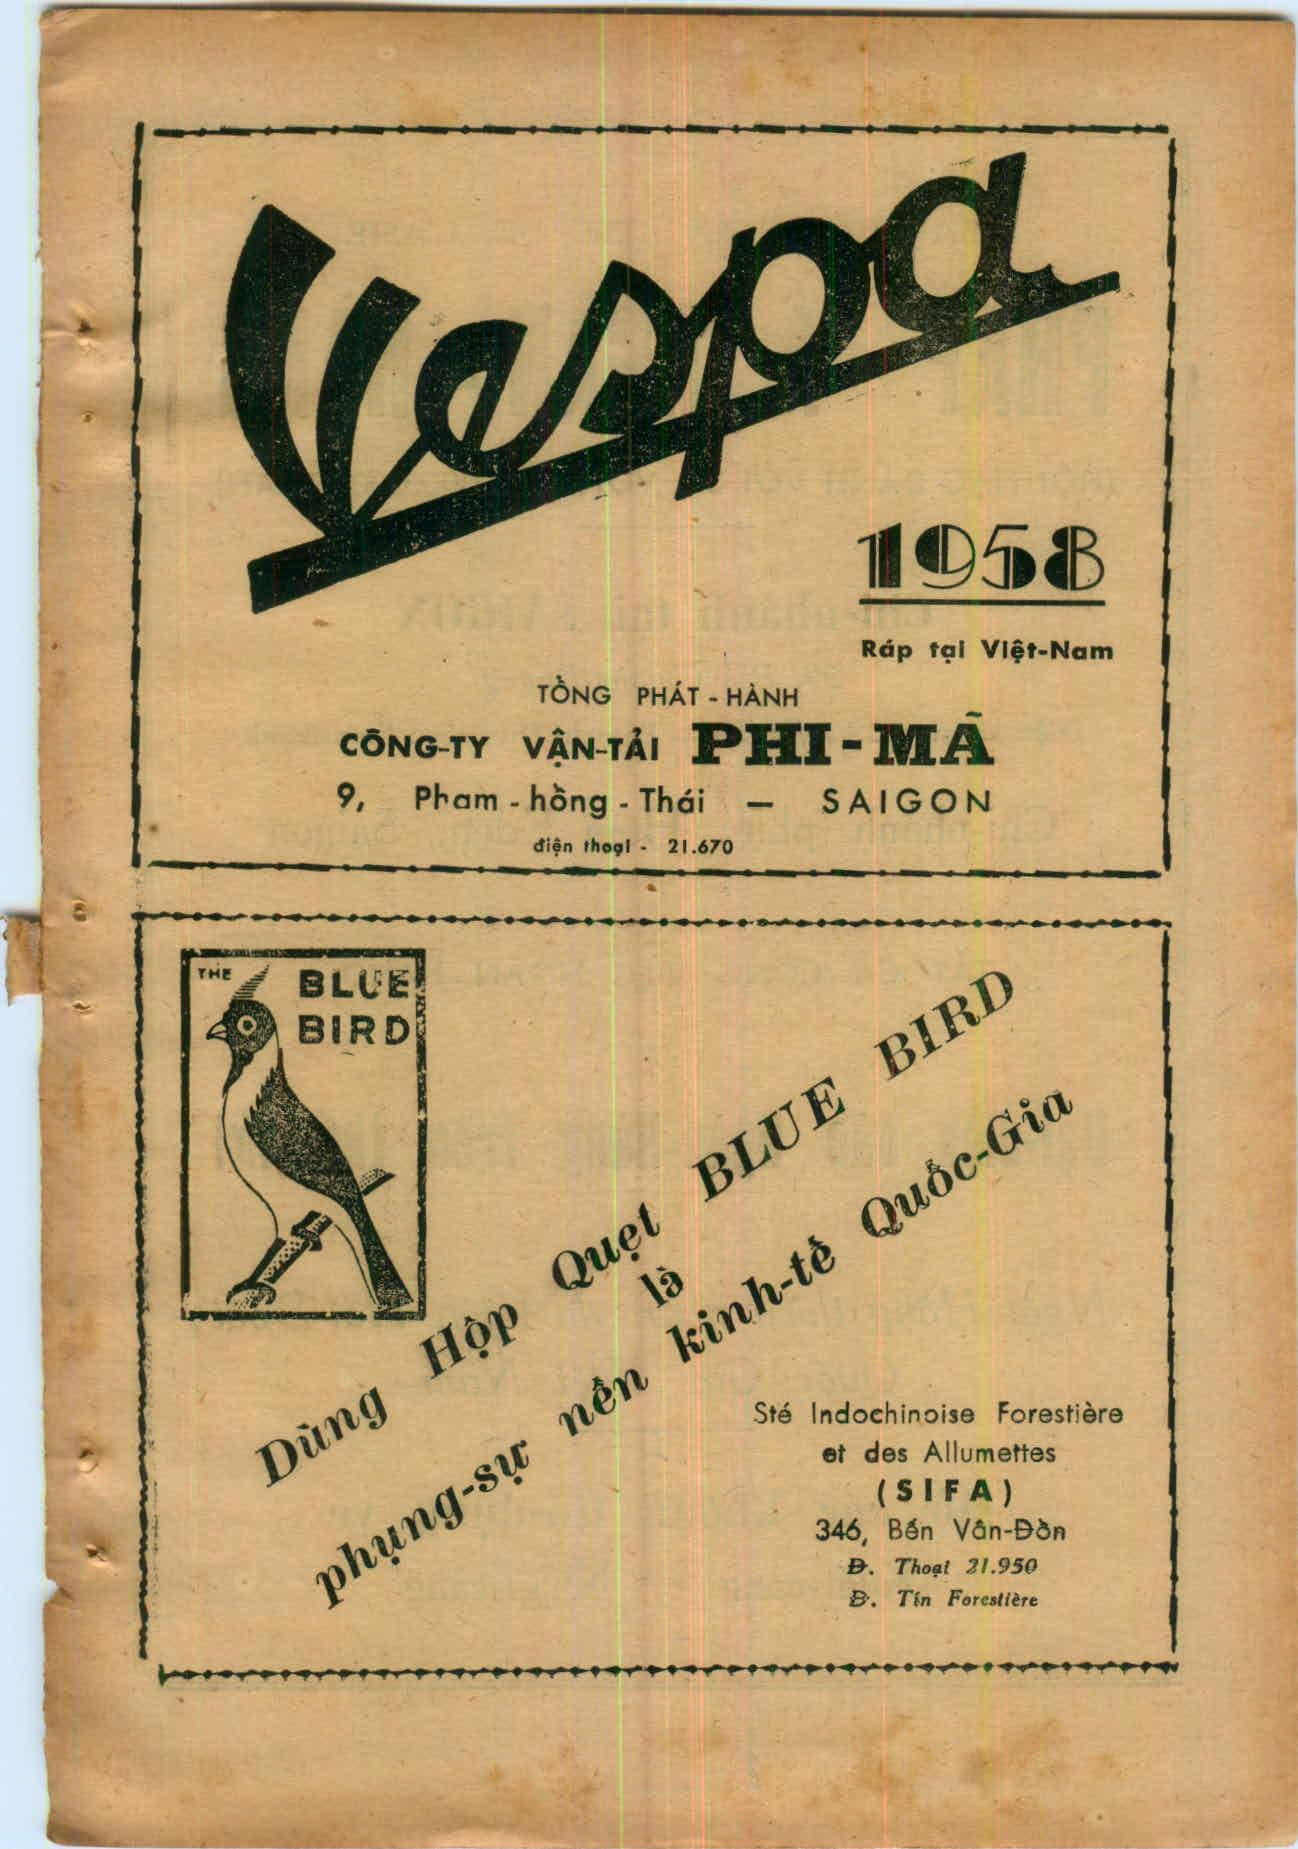 Vespa
1958
Ráp tại Việt-Nam
TỔNG PHÁT - HÀNH
CÔNG-TY VẬN-TẢI PHI-MÃ
9, Phạm - hồng - Thái — SAIGON
điện thoại - 21.670
THE BLUE
BIRD
Dùng Hộp Quẹt BLUE BIRD
là
phụng-sự nền kinh-tế Quốc-Gia
Sté Indochinoise Forestière
et des Allumettes
(SIFA)
346, Bến Vân-Đồn
Đ. Thoại 21.950
Đ. Tín Forestière